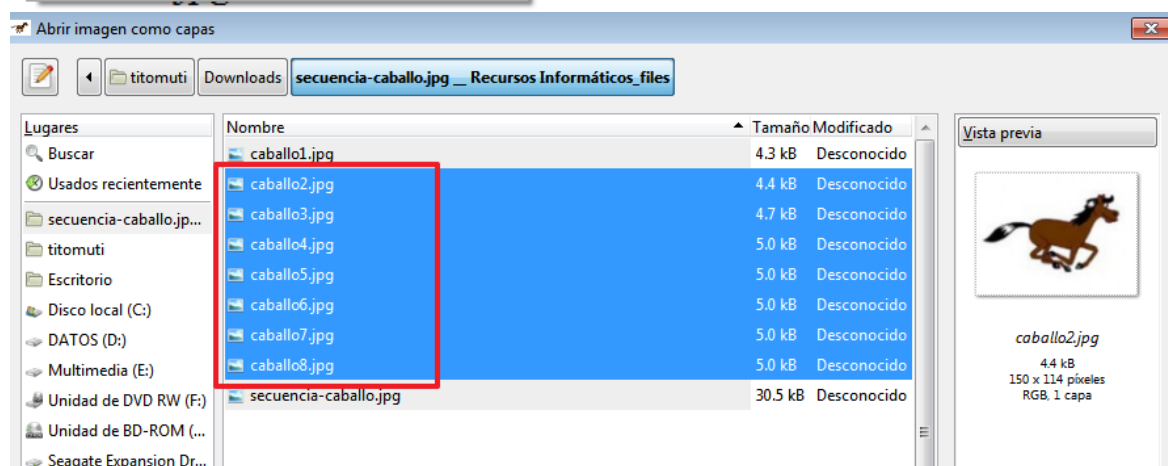 Abrir imagen como capas
titomuti Downloads secuencia-caballo.jpg __ Recursos Informáticos_files
Lugares
Buscar
Usados recientemente
secuencia-caballo.jp...
titomuti
Escritorio
Disco local (C:)
DATOS (D:)
Multimedia (E:)
Unidad de DVD RW (F:)
Unidad de BD-ROM (...
Seagate Expansion Dr...
Nombre Tamaño Modificado
caballo1.jpg 4.3 kB Desconocido
caballo2.jpg 4.4 kB Desconocido
caballo3.jpg 4.7 kB Desconocido
caballo4.jpg 5.0 kB Desconocido
caballo5.jpg 5.0 kB Desconocido
caballo6.jpg 5.0 kB Desconocido
caballo7.jpg 5.0 kB Desconocido
caballo8.jpg 5.0 kB Desconocido
secuencia-caballo.jpg 30.5 kB Desconocido
Vista previa
caballo2.jpg
4.4 kB
150 x 114 píxeles
RGB, 1 capa